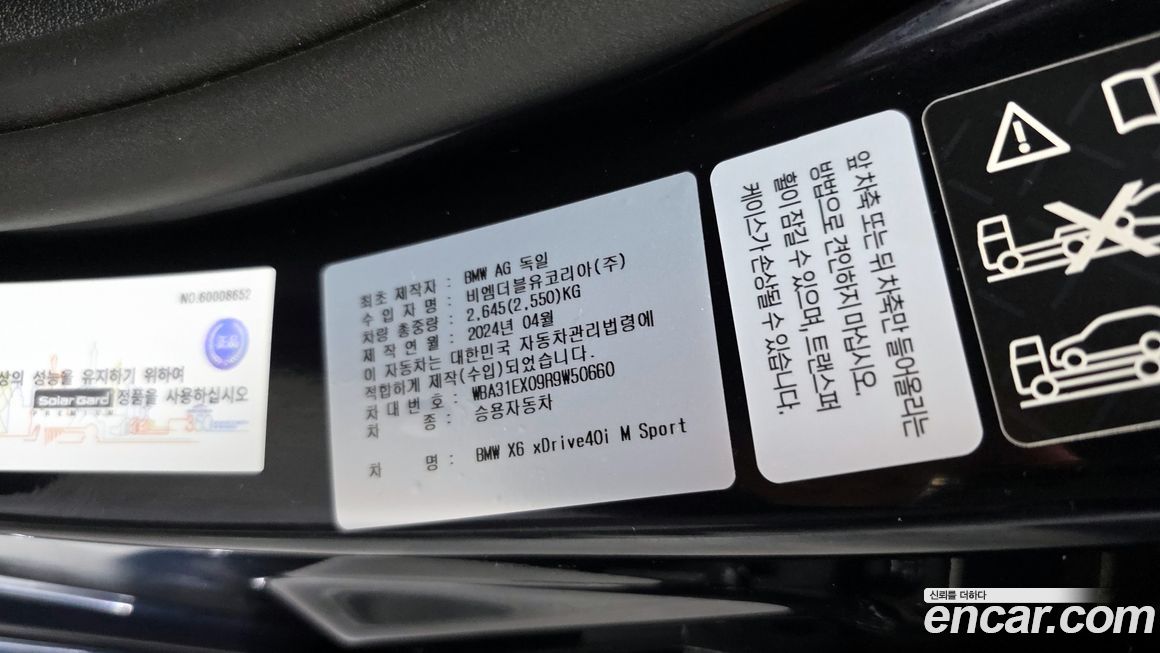 NO.60008652
正品
상의 성능을 유지하기 위하여
Solar Gard 정품을 사용하십시오
PREMIUM
최초 제작자 : BMW AG 독일
수 입 자 명 : 비엠더블유코리아(주)
차량 총중량 : 2,645(2,550)KG
제 작 연 월 : 2024년 04월
이 자동차는 대한민국 자동차관리법령에
적합하게 제작(수입)되었습니다.
차 대 번 호 : WBA31EX09R9W50660
차 종 : 승용자동차
차 명 : BMW X6 xDrive40i M Sport
앞 차축 또는 뒤 차축만 들어올리는
방법으로 견인하지 마십시오.
휠이 잠길 수 있으며, 트랜스퍼
케이스가 손상될 수 있습니다.
신뢰를 더하다
encar.com